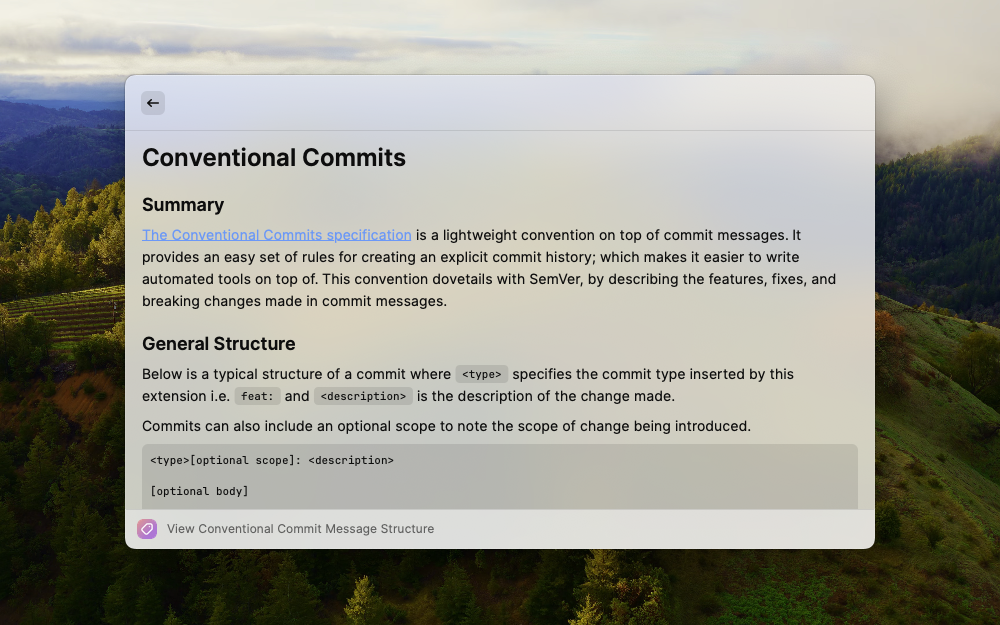 Conventional Commits
Summary
The Conventional Commits specification is a lightweight convention on top of commit messages. It
provides an easy set of rules for creating an explicit commit history; which makes it easier to write
automated tools on top of. This convention dovetails with SemVer, by describing the features, fixes, and
breaking changes made in commit messages.
General Structure
Below is a typical structure of a commit where <type> specifies the commit type inserted by this
extension i.e. feat: and <description> is the description of the change made.
Commits can also include an optional scope to note the scope of change being introduced.
<type>[optional scope]: <description>
[optional body]
View Conventional Commit Message Structure